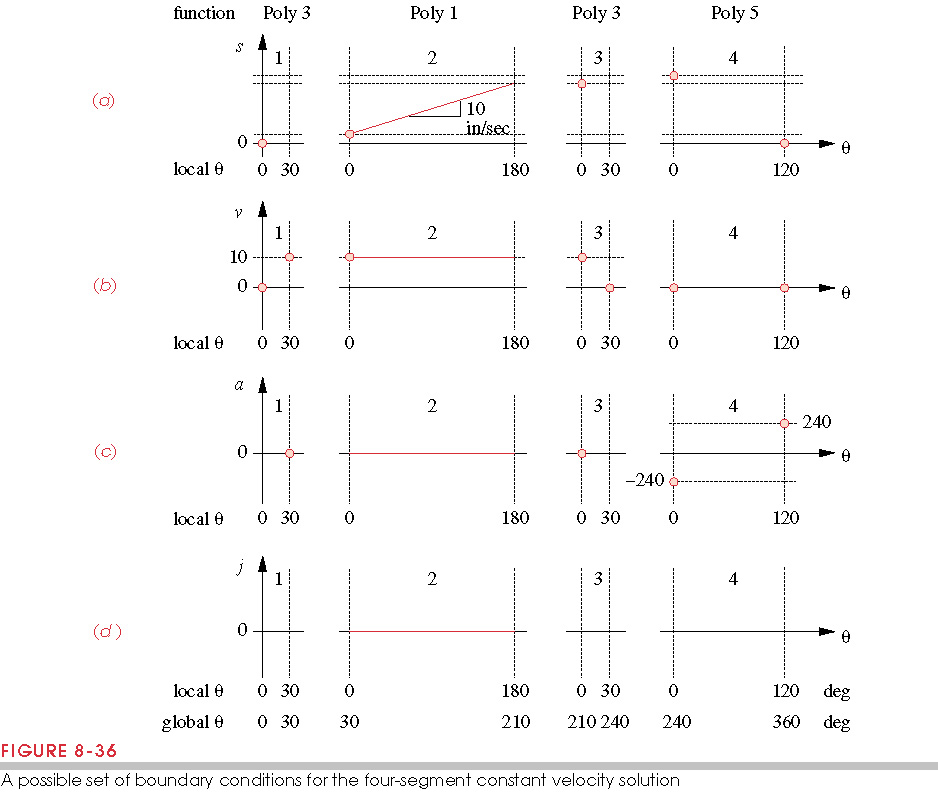 function Poly 3 Poly 1 Poly 3 Poly 5
s 1 2 3 4
(a) 10
in/sec
0 θ
local θ 0 30 0 180 0 30 0 120
v 1 2 3 4
10
(b) 0 θ
local θ 0 30 0 180 0 30 0 120
a 1 2 3 4
240
(c) 0 θ
–240
local θ 0 30 0 180 0 30 0 120
j 1 2 3 4
(d) 0 θ
local θ 0 30 0 180 0 30 0 120 deg
global θ 0 30 30 210 210 240 240 360 deg
FIGURE 8-36
A possible set of boundary conditions for the four-segment constant velocity solution